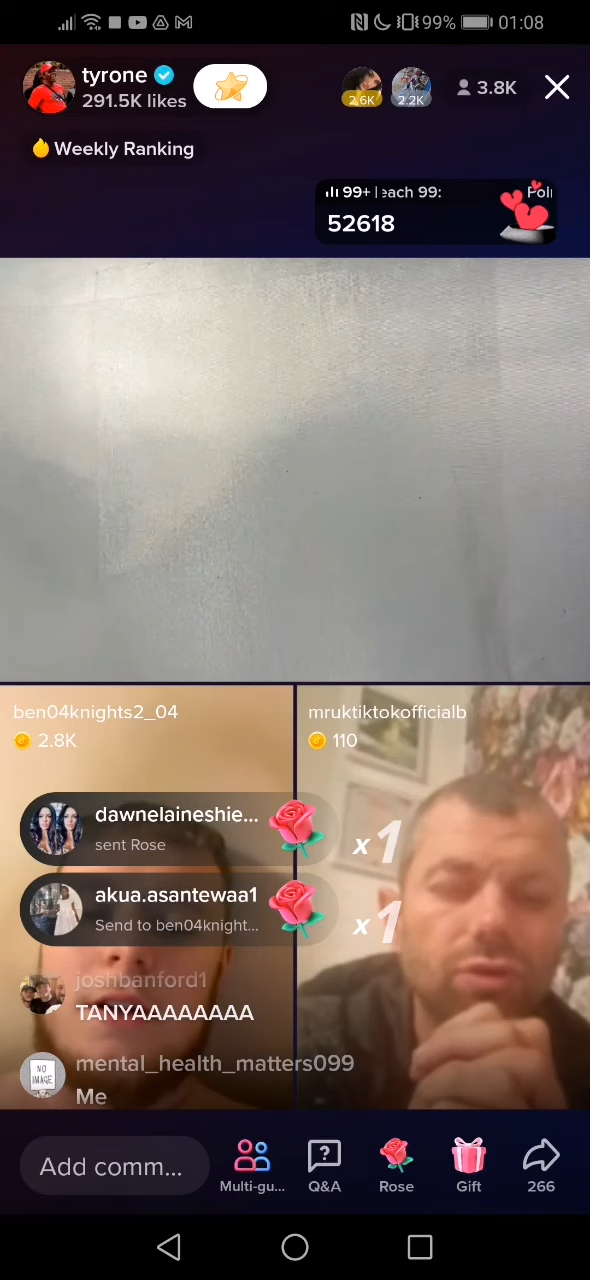 99% 01:08
tyrone
291.5K likes
2.6K 2.2K 3.8K
Weekly Ranking
99+ | each 99:
52618
ben04knights2_04
2.8K
mruktiktokofficialb
110
dawnelaineshie...
sent Rose
x1
akua.asantewaa1
Send to ben04knight...
x1
joshbanford1
TANYAAAAAAAA
mental_health_matters099
NO IMAGE
Me
Add comm...
Multi-gu... Q&A Rose Gift 266